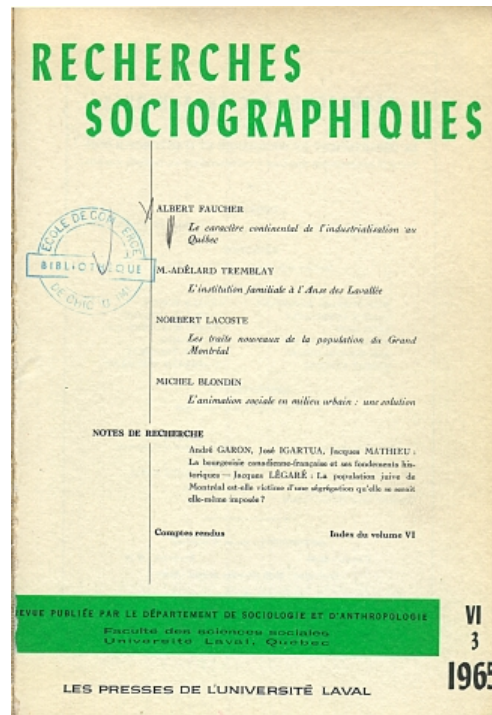 RECHERCHES
SOCIOGRAPHIQUES
ALBERT FAUCHER
Le caractère continental de l'industrialisation au
Québec
M.-ADÉLARD TREMBLAY
L'institution familiale à l'Anse des Lavallée
NORBERT LACOSTE
Les traits nouveaux de la population du Grand
Montréal
MICHEL BLONDIN
L'animation sociale en milieu urbain : une solution
NOTES DE RECHERCHE
André GARON, José IGARTUA, Jacques MATHIEU :
La bourgeoisie canadienne-française et ses fondements his-
toriques — Jacques LÉGARÉ : La population juive de
Montréal est-elle victime d'une ségrégation qu'elle se serait
elle-même imposée ?
Comptes rendus Index du volume VI
ÉCOLE DE COM
BIBLIOTHÈQUE
EVUE PUBLIÉE PAR LE DÉPARTEMENT DE SOCIOLOGIE ET D'ANTHROPOLOGIE
Faculté des sciences sociales
Université Laval, Québec
VI
3
1965
LES PRESSES DE L'UNIVERSITÉ LAVAL